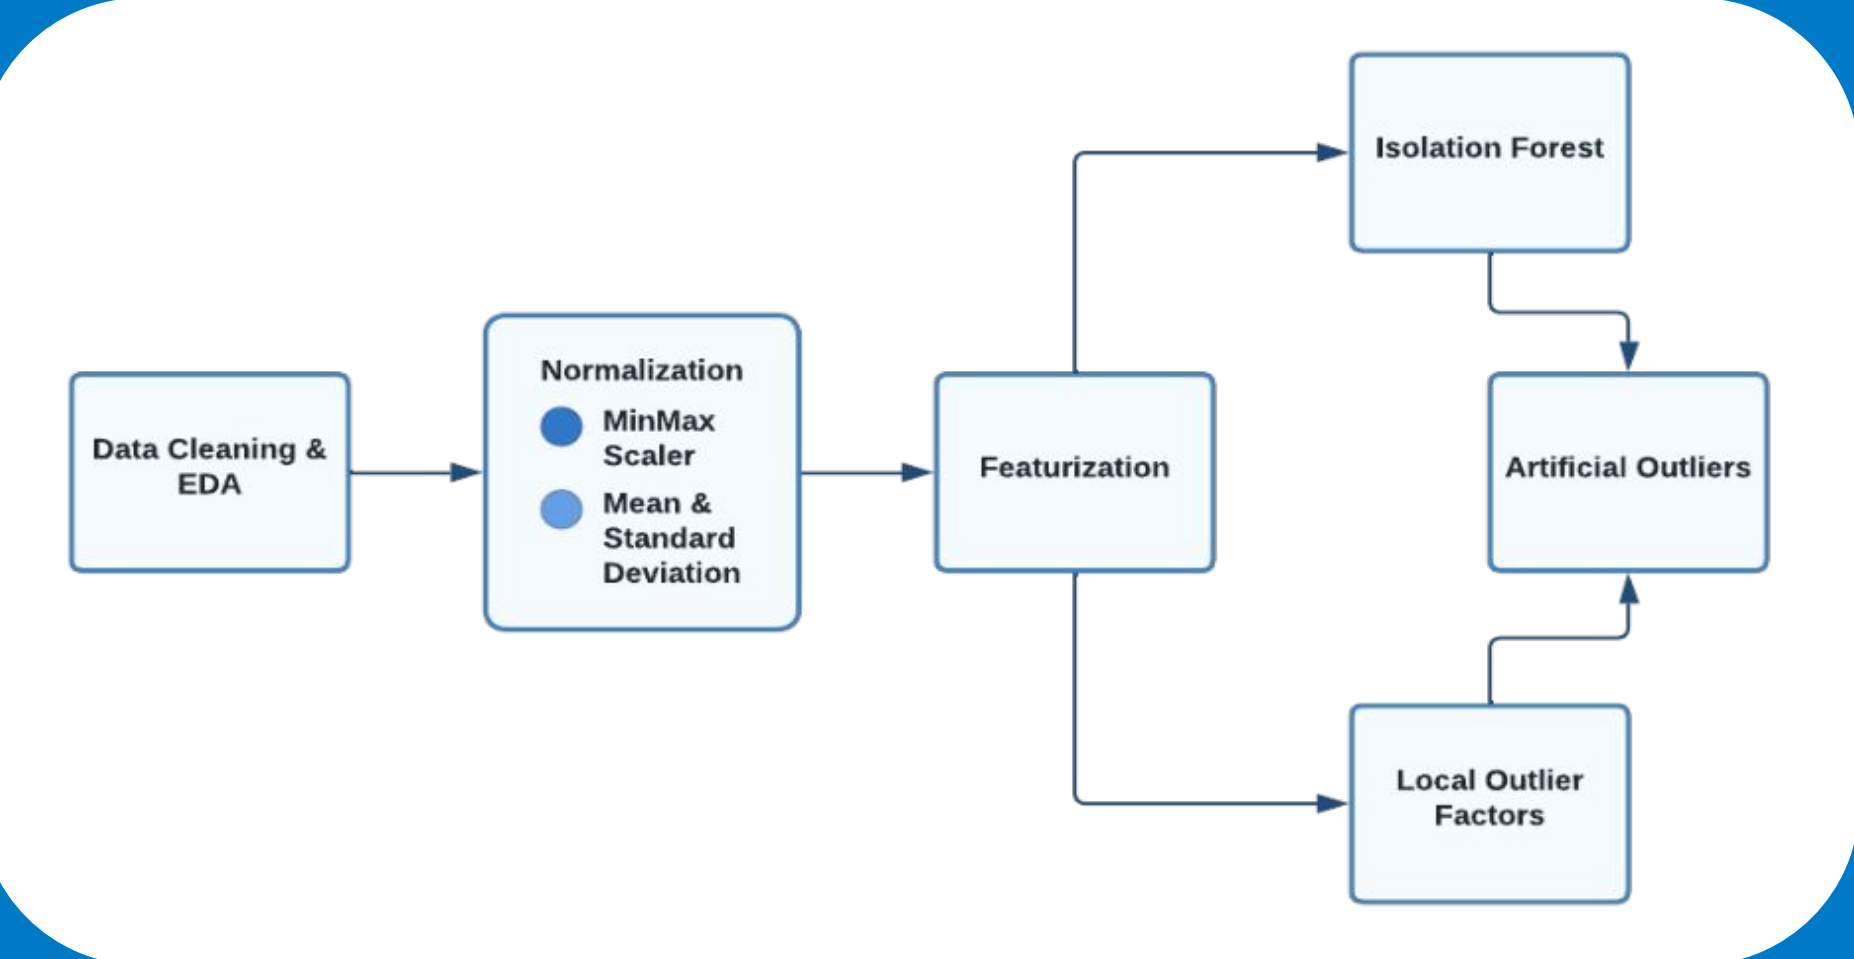 Data Cleaning &
EDA
Normalization
MinMax
Scaler
Mean &
Standard
Deviation
Featurization
Isolation Forest
Artificial Outliers
Local Outlier
Factors